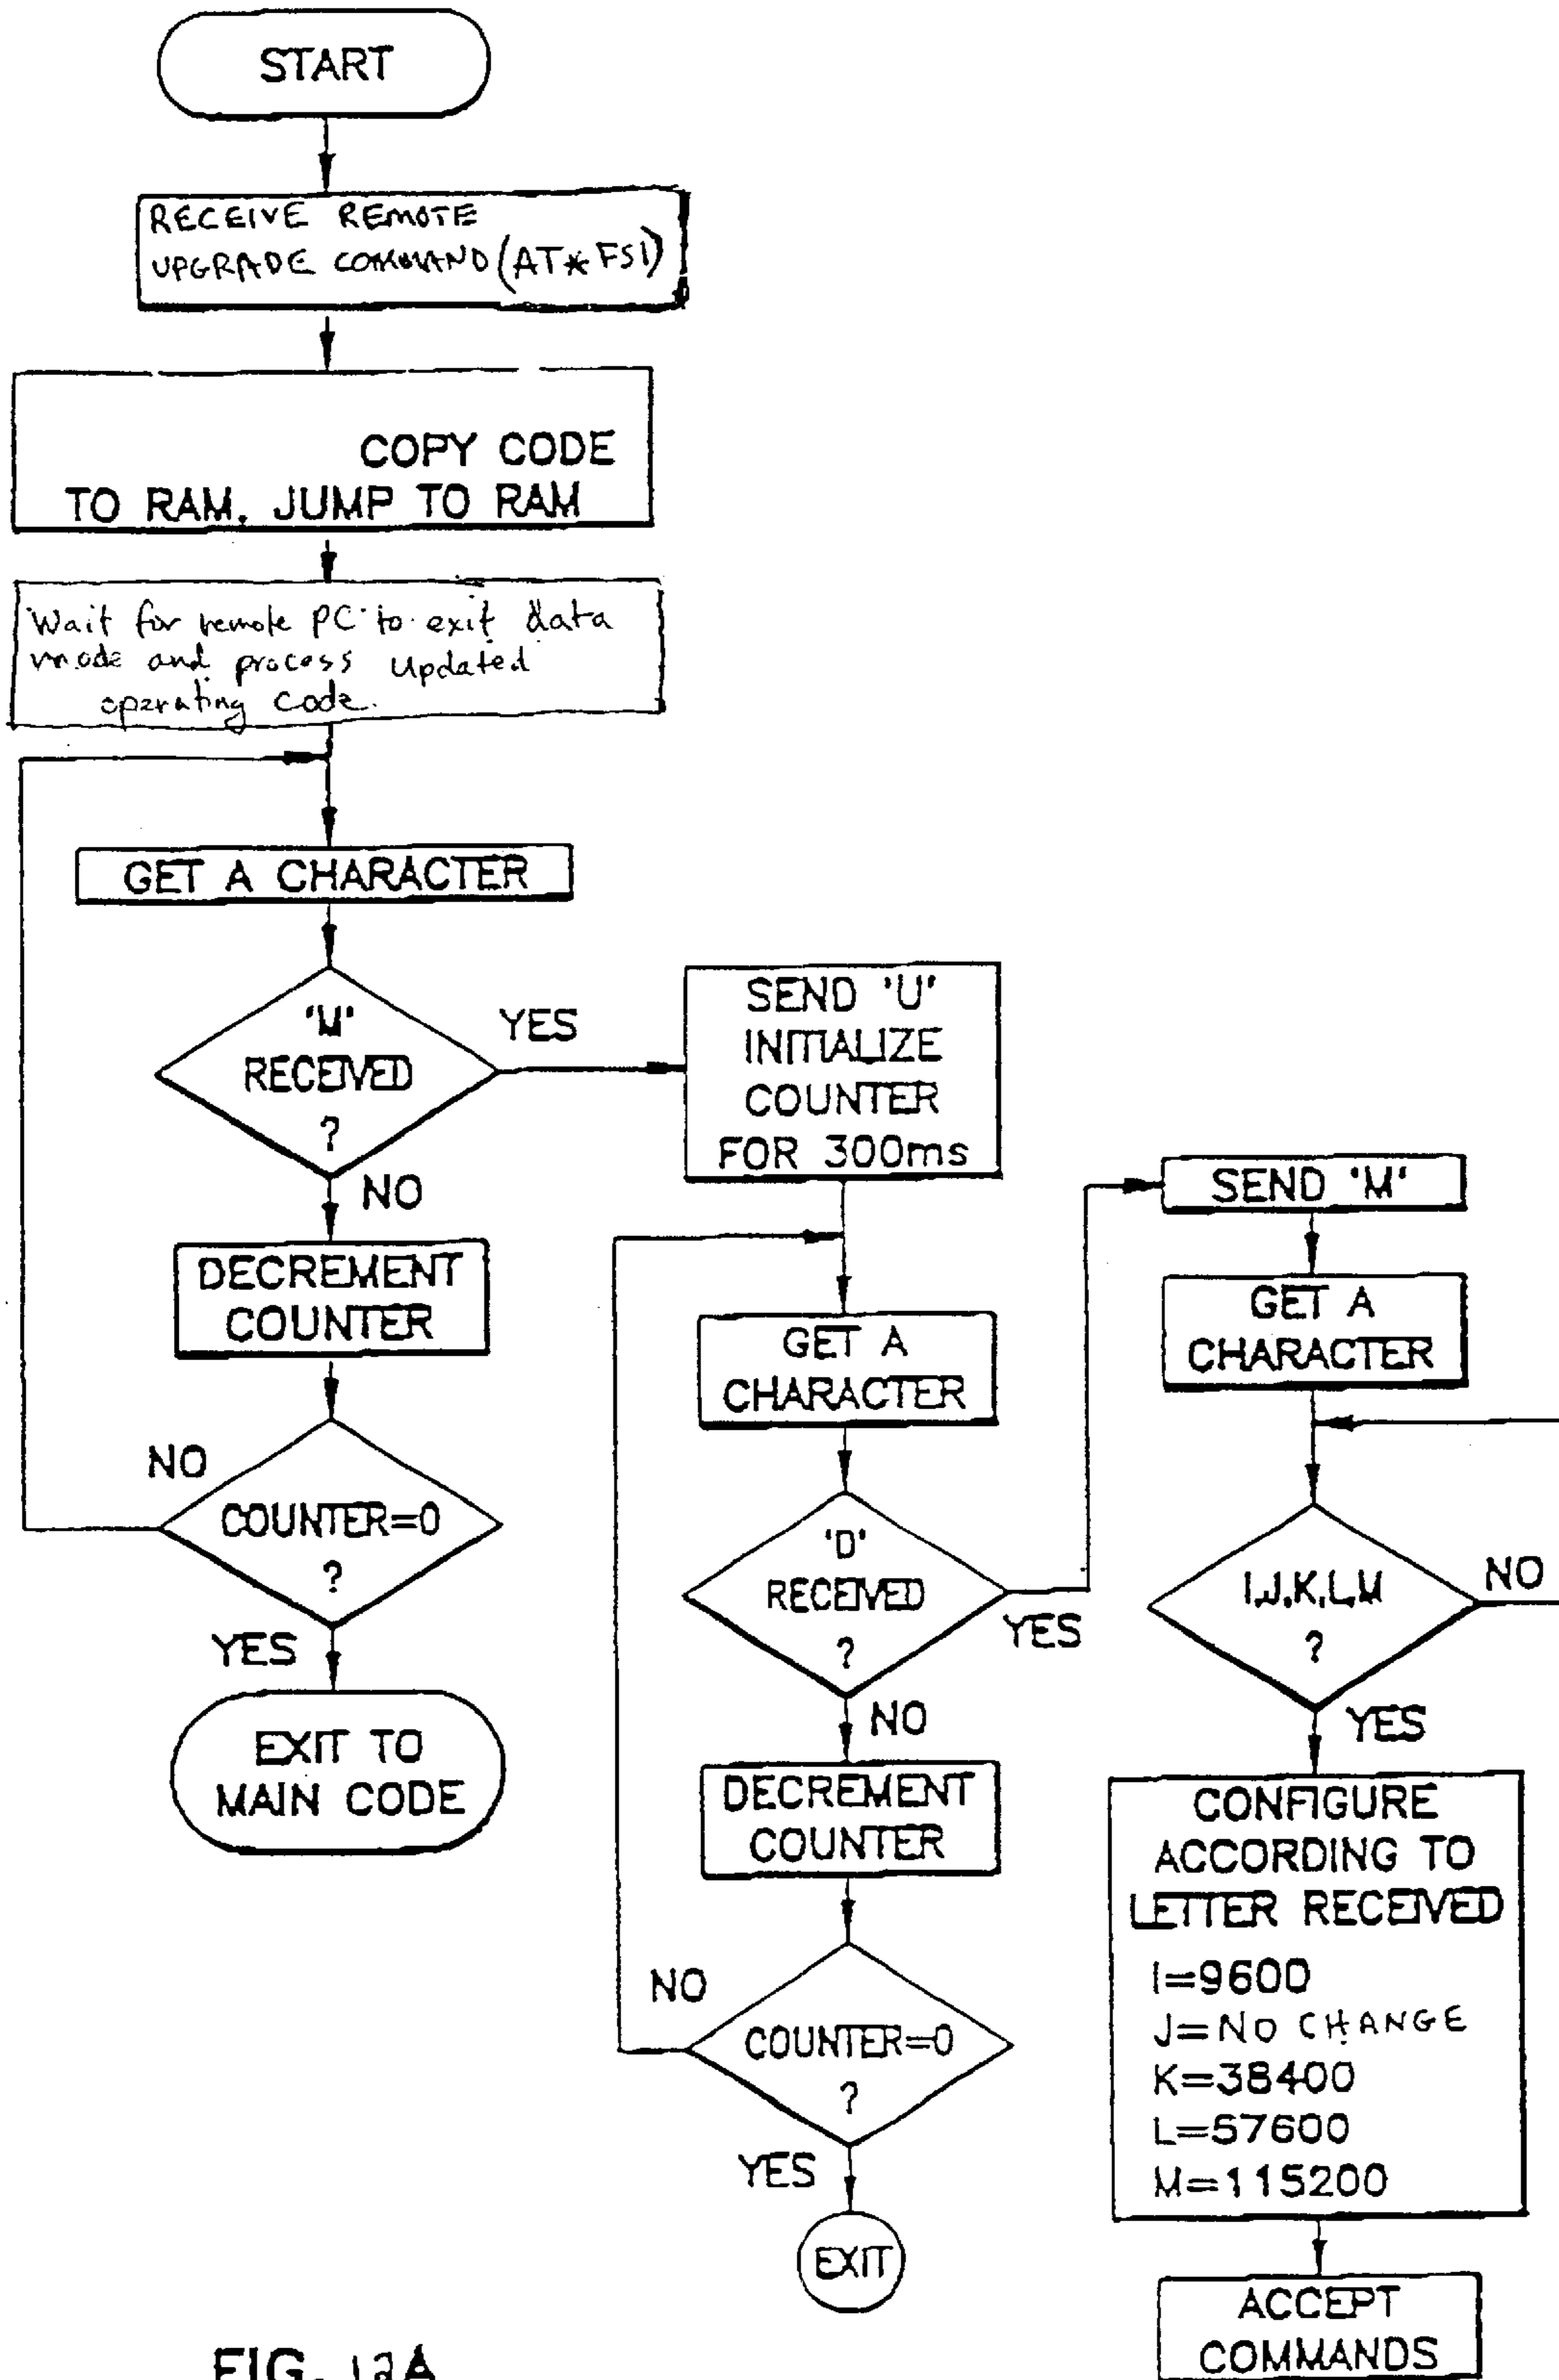 START
RECEIVE REMOTE
UPGRADE COMMAND (AT*FS1)
COPY CODE
TO RAM, JUMP TO RAM
Wait for remote PC to exit data
mode and process updated
operating code.
GET A CHARACTER
'M'
RECEIVED
?
YES
NO
DECREMENT
COUNTER
NO
COUNTER=0
?
YES
EXIT TO
MAIN CODE
SEND 'U'
INITIALIZE
COUNTER
FOR 300ms
GET A
CHARACTER
'D'
RECEIVED
?
YES
NO
DECREMENT
COUNTER
NO
COUNTER=0
?
YES
EXIT
SEND 'M'
GET A
CHARACTER
I,J,K,L,M
?
NO
YES
CONFIGURE
ACCORDING TO
LETTER RECEIVED
I=9600
J=NO CHANGE
K=38400
L=57600
M=115200
ACCEPT
COMMANDS
FIG. 12A